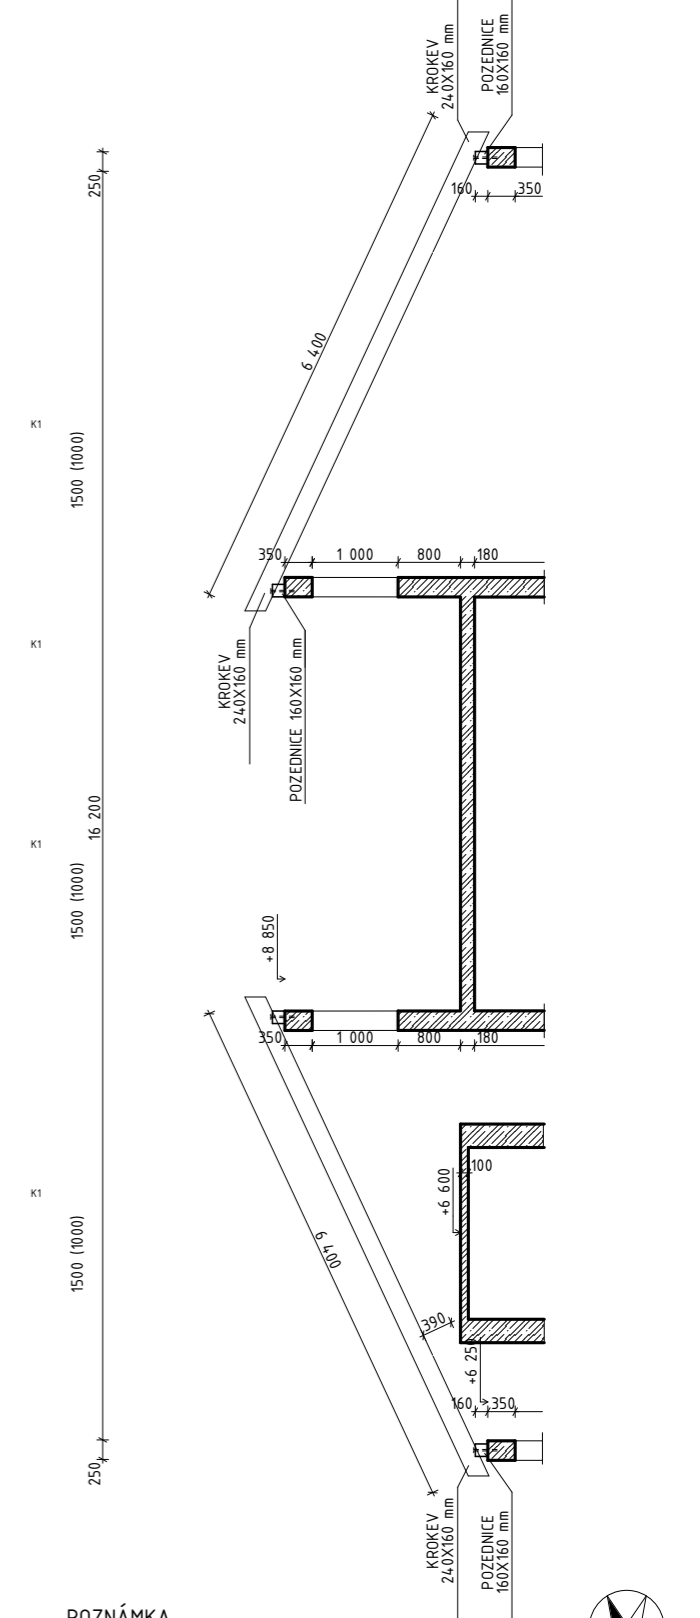 KROKEV
240X160 mm
POZEDNICE
160X160 mm
250
160
350
6 400
K1
1500 (1000)
350
1 000
800
180
K1
KROKEV
240X160 mm
POZEDNICE 160X160 mm
16 200
K1
1500 (1000)
+8 850
350
1 000
800
180
100
+6 600
K1
1500 (1000)
6 400
390
+6 250
160
350
250
KROKEV
240X160 mm
POZEDNICE
160X160 mm
POZNÁMKA